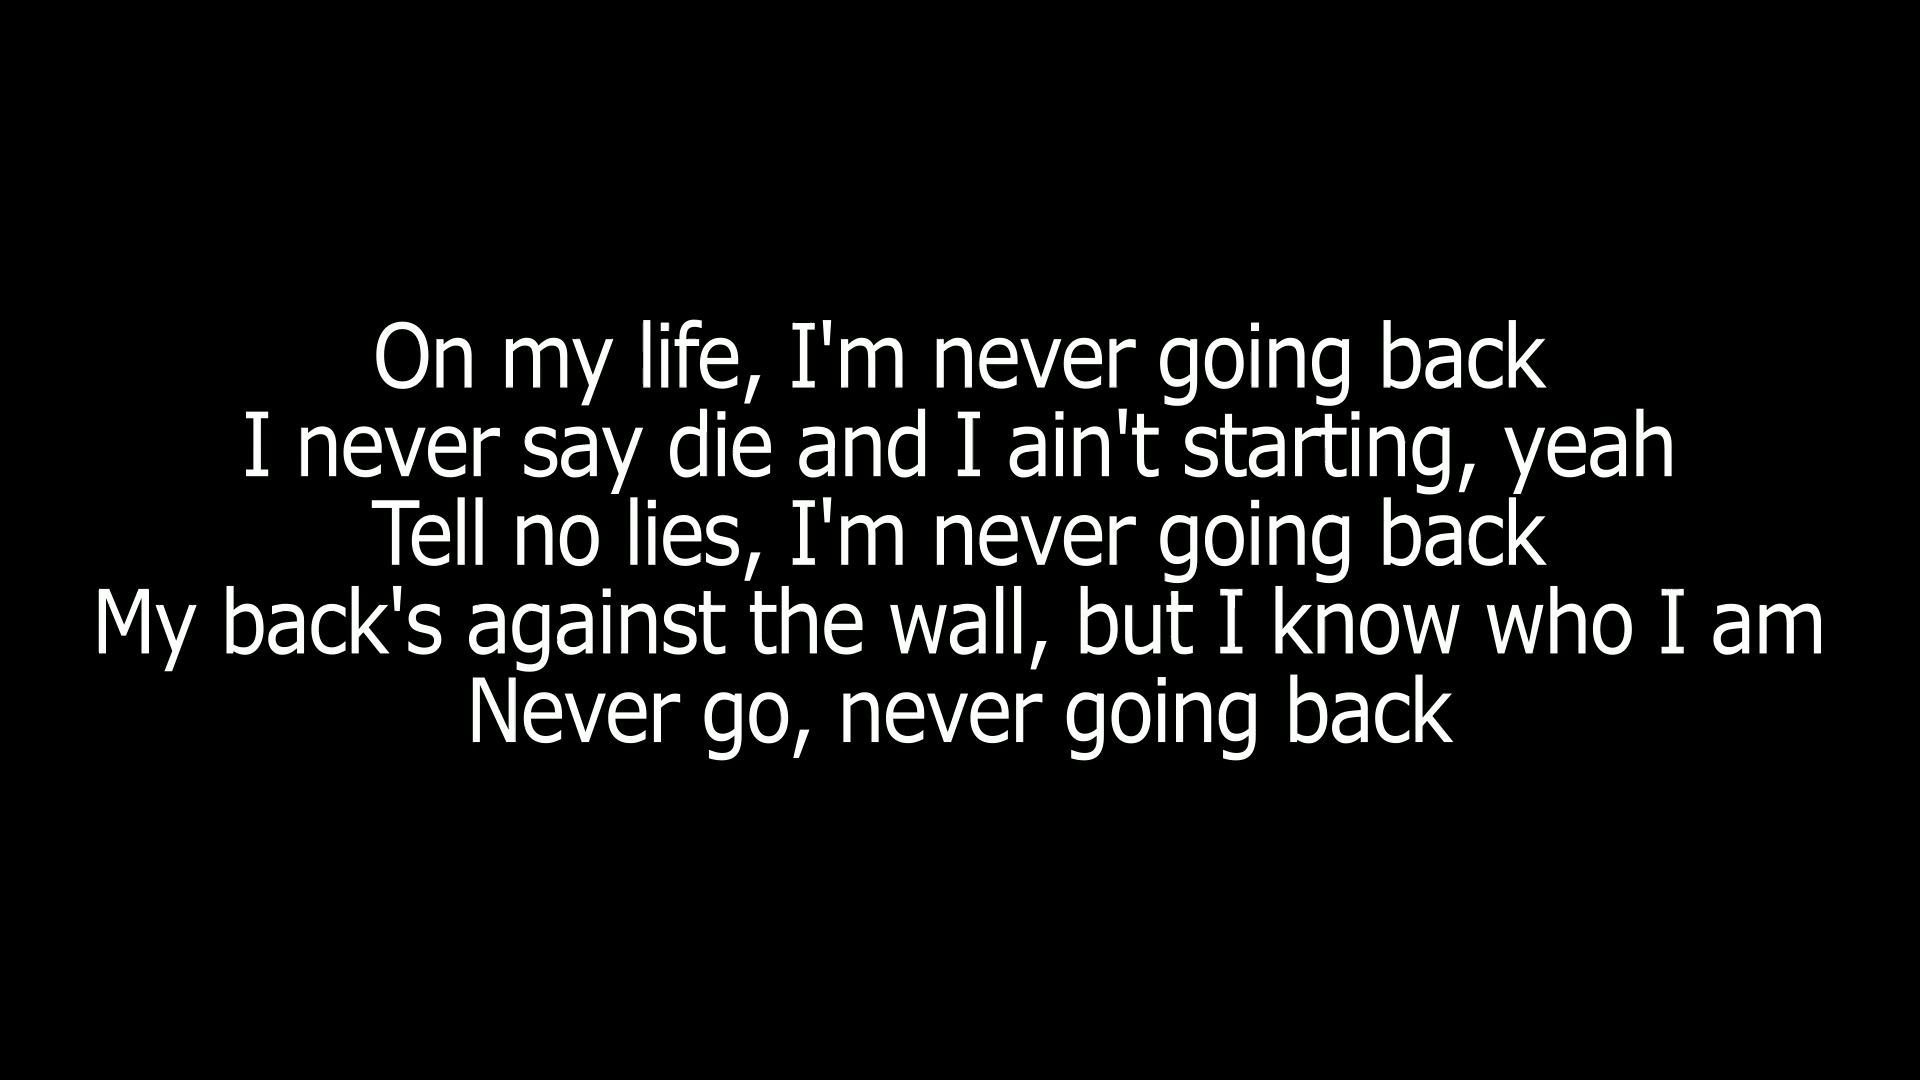 On my life, I'm never going back
I never say die and I ain't starting, yeah
Tell no lies, I'm never going back
My back's against the wall, but I know who I am
Never go, never going back